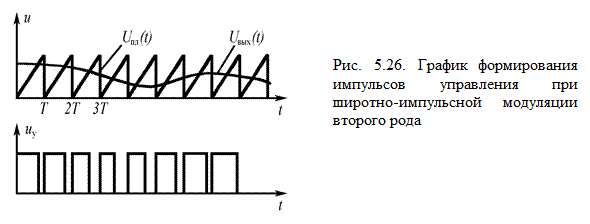 u
Uпл(t)
Uвых(t)
T
2T
3T
t
uу
t
Рис. 5.26. График формирования
импульсов управления при
широтно-импульсной модуляции
второго рода